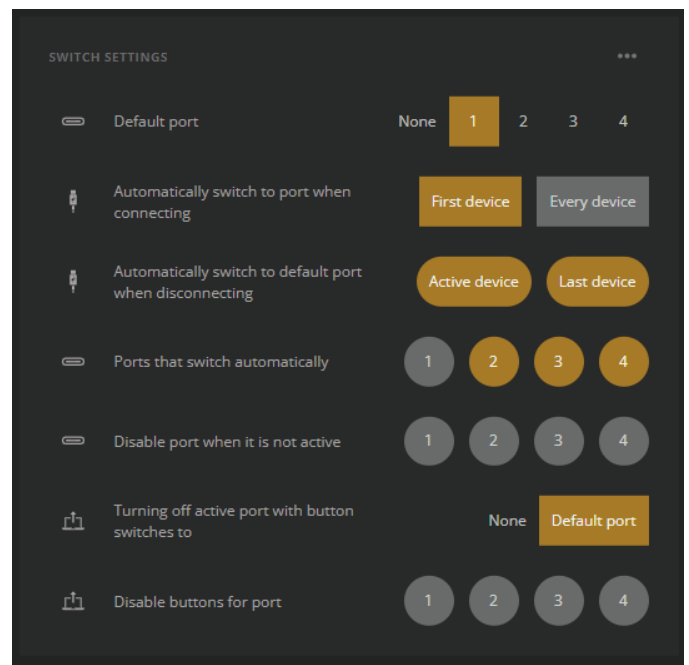 SWITCH SETTINGS
Default port None 1 2 3 4
Automatically switch to port when
connecting
First device Every device
Automatically switch to default port
when disconnecting
Active device Last device
Ports that switch automatically 1 2 3 4
Disable port when it is not active 1 2 3 4
Turning off active port with button
switches to
None Default port
Disable buttons for port 1 2 3 4